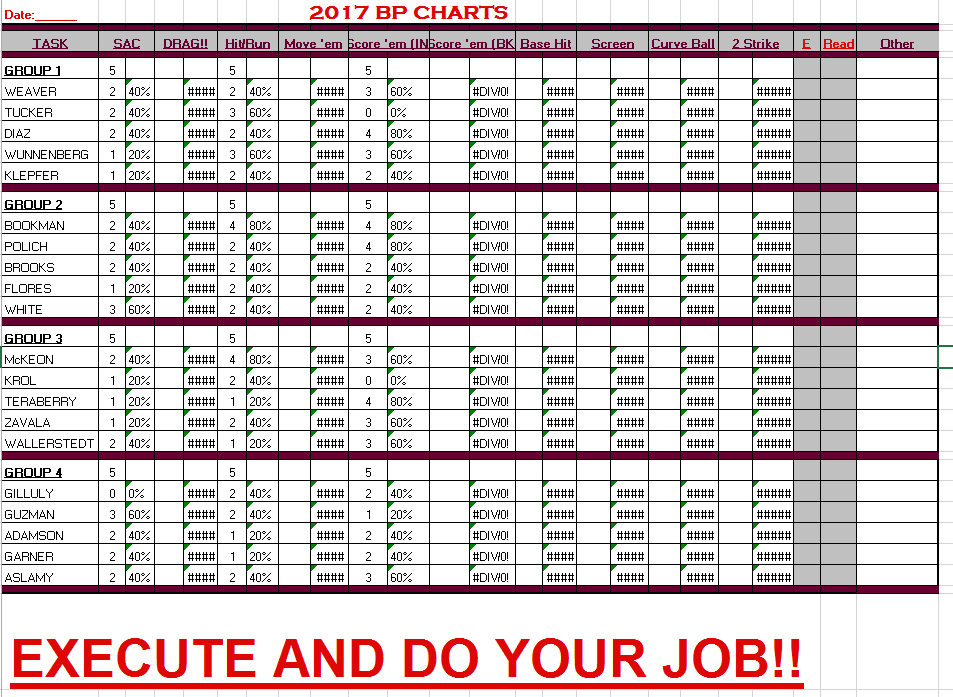 Date:______ 2017 BP CHARTS
TASK SAC DRAG!! Hit/Run Move 'em Score 'em (IN Score 'em (BK Base Hit Screen Curve Ball 2 Strike E Read Other
GROUP 1 5 5 5
WEAVER 2 40% #### 2 40% #### 3 60% #DIV/0! #### #### #### #####
TUCKER 2 40% #### 3 60% #### 0 0% #DIV/0! #### #### #### #####
DIAZ 2 40% #### 2 40% #### 4 80% #DIV/0! #### #### #### #####
WUNNENBERG 1 20% #### 3 60% #### 3 60% #DIV/0! #### #### #### #####
KLEPFER 1 20% #### 2 40% #### 2 40% #DIV/0! #### #### #### #####
GROUP 2 5 5 5
BOOKMAN 2 40% #### 4 80% #### 4 80% #DIV/0! #### #### #### #####
POLICH 2 40% #### 2 40% #### 4 80% #DIV/0! #### #### #### #####
BROOKS 2 40% #### 2 40% #### 2 40% #DIV/0! #### #### #### #####
FLORES 1 20% #### 2 40% #### 2 40% #DIV/0! #### #### #### #####
WHITE 3 60% #### 2 40% #### 2 40% #DIV/0! #### #### #### #####
GROUP 3 5 5 5
McKEON 2 40% #### 4 80% #### 3 60% #DIV/0! #### #### #### #####
KROL 1 20% #### 2 40% #### 0 0% #DIV/0! #### #### #### #####
TERABERRY 1 20% #### 1 20% #### 4 80% #DIV/0! #### #### #### #####
ZAVALA 1 20% #### 2 40% #### 3 60% #DIV/0! #### #### #### #####
WALLERSTEDT 2 40% #### 1 20% #### 3 60% #DIV/0! #### #### #### #####
GROUP 4 5 5 5
GILLULY 0 0% #### 2 40% #### 2 40% #DIV/0! #### #### #### #####
GUZMAN 3 60% #### 2 40% #### 1 20% #DIV/0! #### #### #### #####
ADAMSON 2 40% #### 1 20% #### 2 40% #DIV/0! #### #### #### #####
GARNER 2 40% #### 1 20% #### 2 40% #DIV/0! #### #### #### #####
ASLAMY 2 40% #### 2 40% #### 3 60% #DIV/0! #### #### #### #####
EXECUTE AND DO YOUR JOB!!